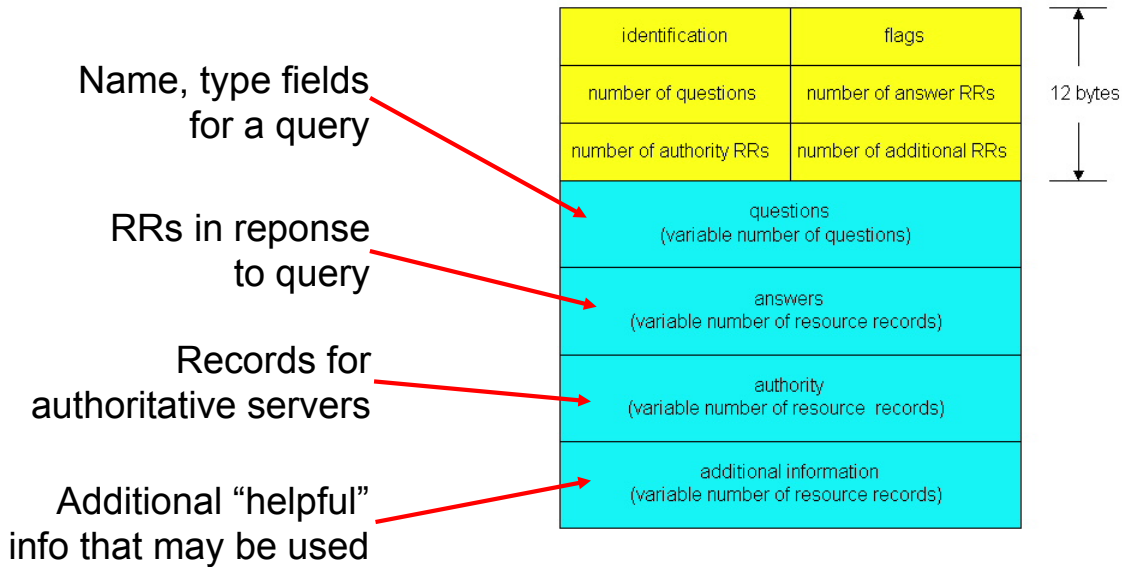 identification
flags
Name, type fields
for a query
number of questions
number of answer RRs
12 bytes
number of authority RRs
number of additional RRs
questions
(variable number of questions)
RRs in reponse
to query
answers
(variable number of resource records)
Records for
authoritative servers
authority
(variable number of resource records)
Additional “helpful”
info that may be used
additional information
(variable number of resource records)